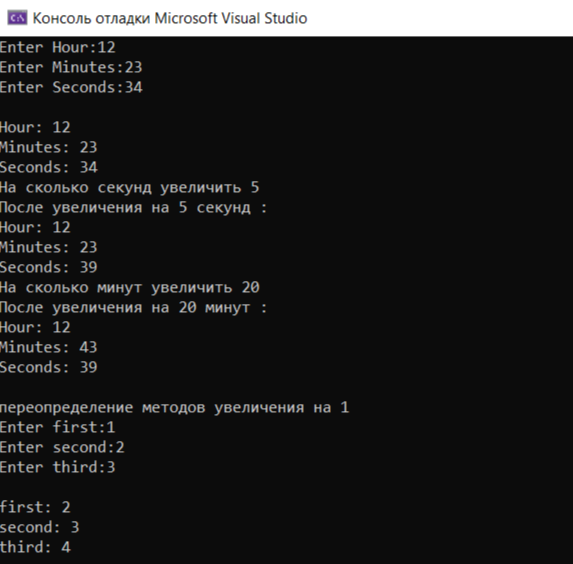 Консоль отладки Microsoft Visual Studio
Enter Hour:12
Enter Minutes:23
Enter Seconds:34
Hour: 12
Minutes: 23
Seconds: 34
На сколько секунд увеличить 5
После увеличения на 5 секунд :
Hour: 12
Minutes: 23
Seconds: 39
На сколько минут увеличить 20
После увеличения на 20 минут :
Hour: 12
Minutes: 43
Seconds: 39
переопределение методов увеличения на 1
Enter first:1
Enter second:2
Enter third:3
first: 2
second: 3
third: 4